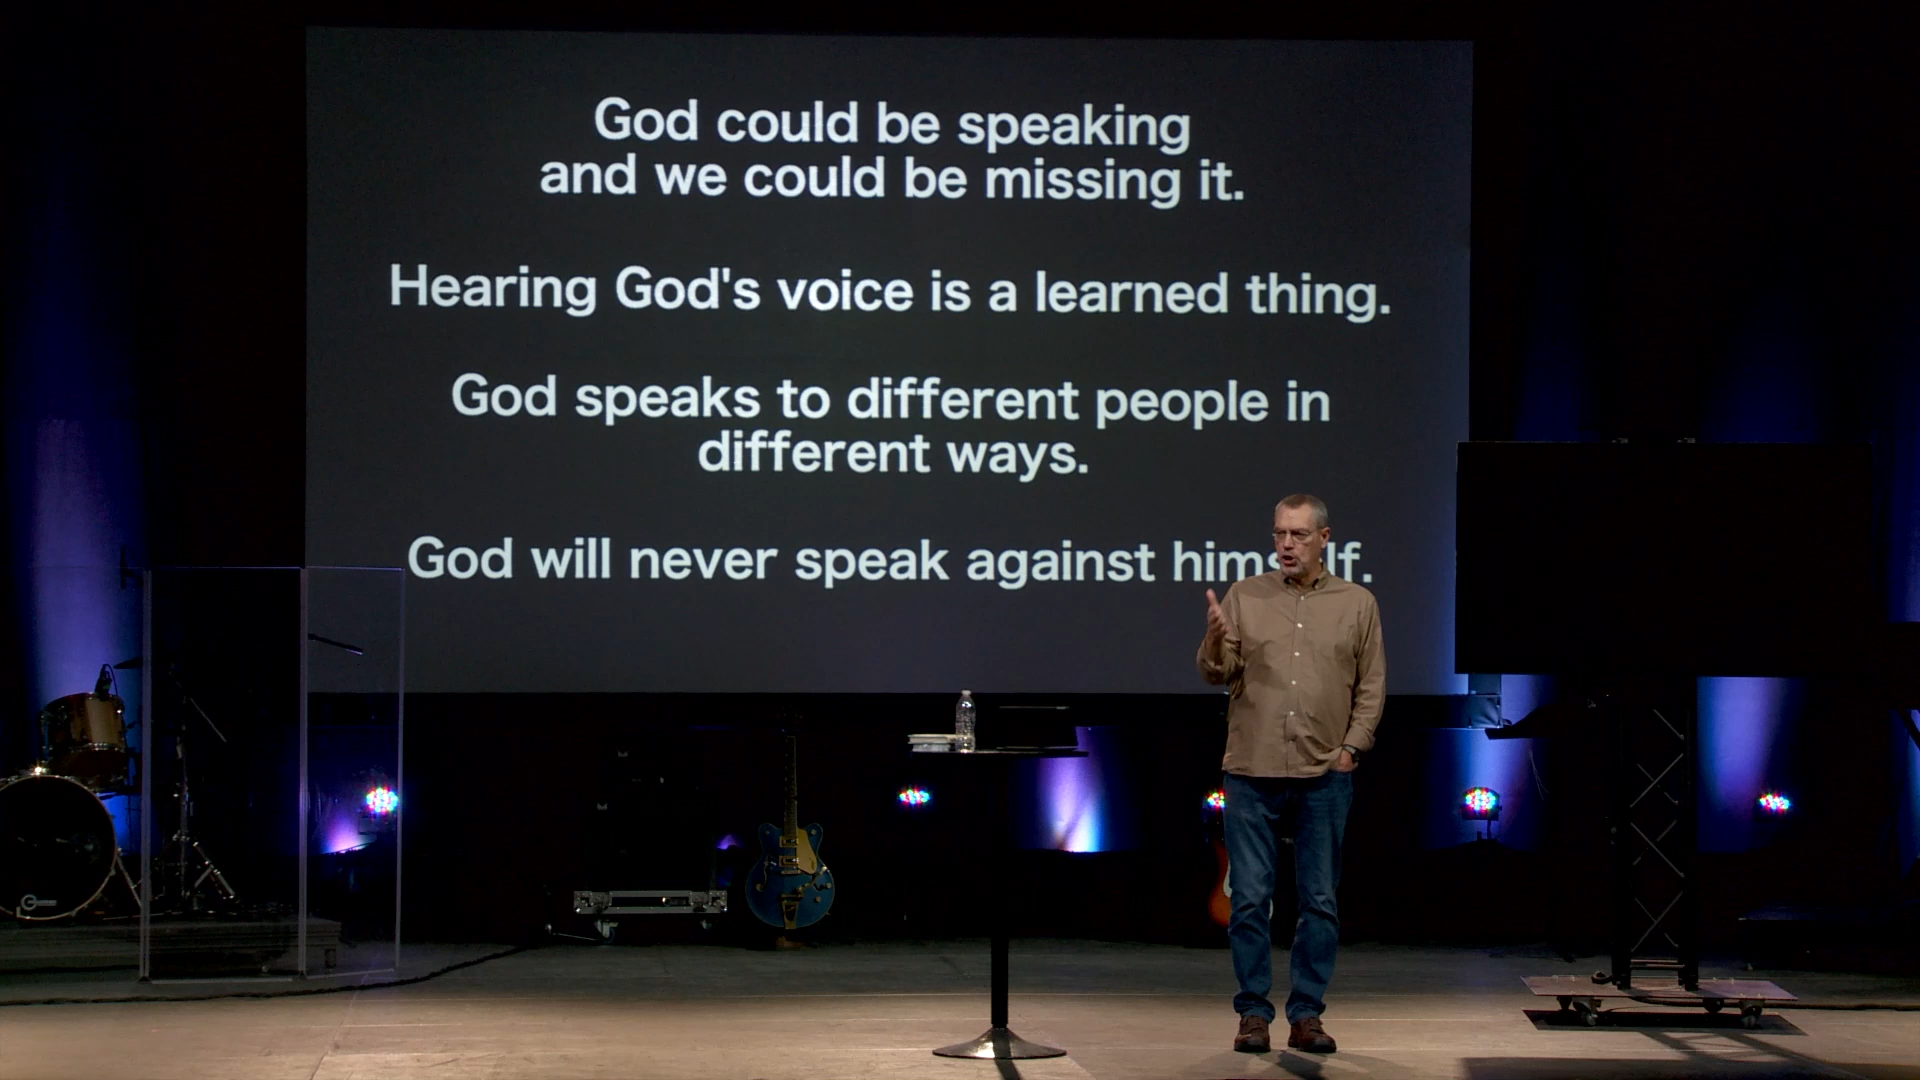 God could be speaking
and we could be missing it.
Hearing God's voice is a learned thing.
God speaks to different people in
different ways.
God will never speak against himself.